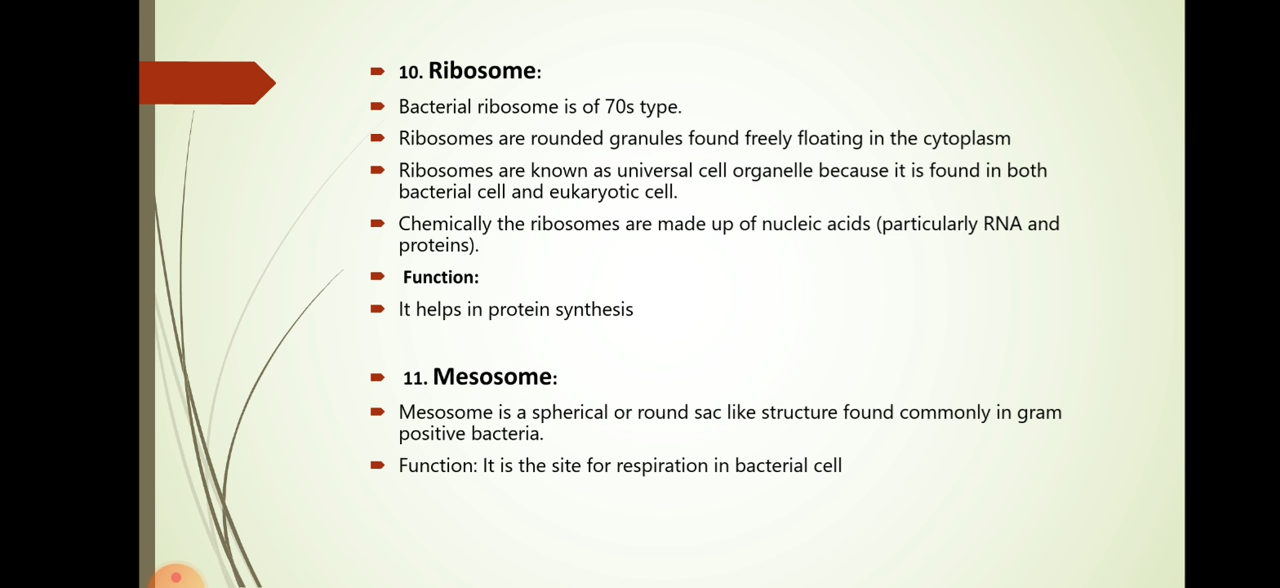 10. Ribosome:
Bacterial ribosome is of 70s type.
Ribosomes are rounded granules found freely floating in the cytoplasm
Ribosomes are known as universal cell organelle because it is found in both
bacterial cell and eukaryotic cell.
Chemically the ribosomes are made up of nucleic acids (particularly RNA and
proteins).
Function:
It helps in protein synthesis
11. Mesosome:
Mesosome is a spherical or round sac like structure found commonly in gram
positive bacteria.
Function: It is the site for respiration in bacterial cell